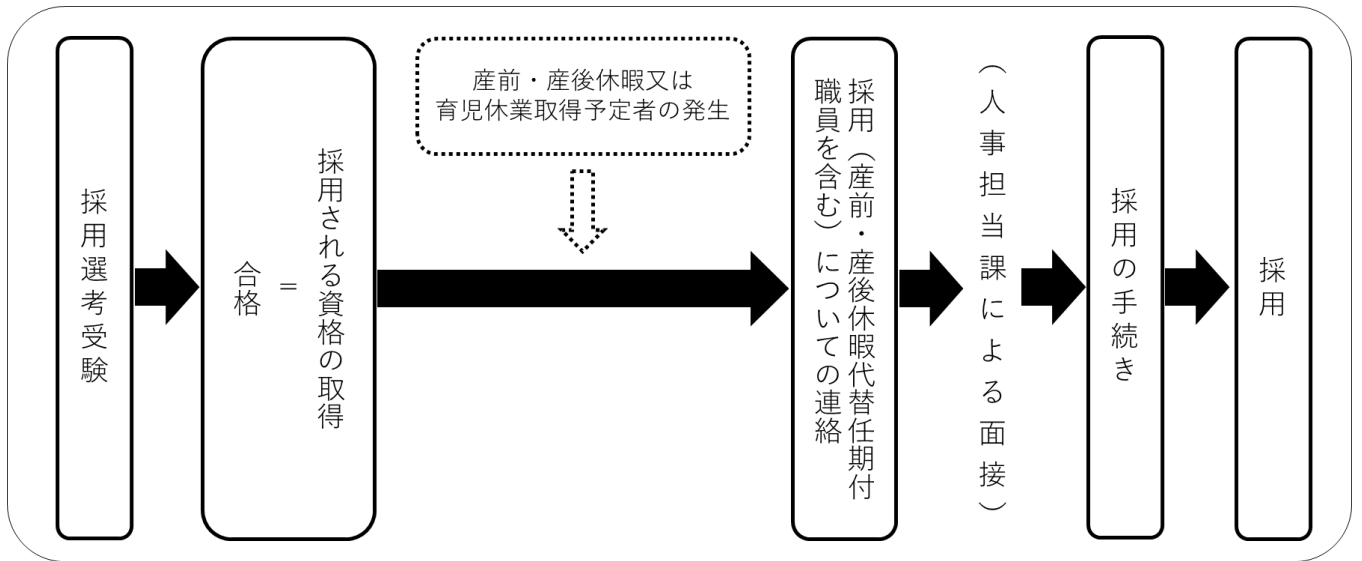 採用選考受験
採用される資格の取得
＝
合格
産前・産後休暇又は
育児休業取得予定者の発生
採用（産前・産後休暇代替任期付
職員を含む）についての連絡
（人事担当課による面接）
採用の手続き
採用